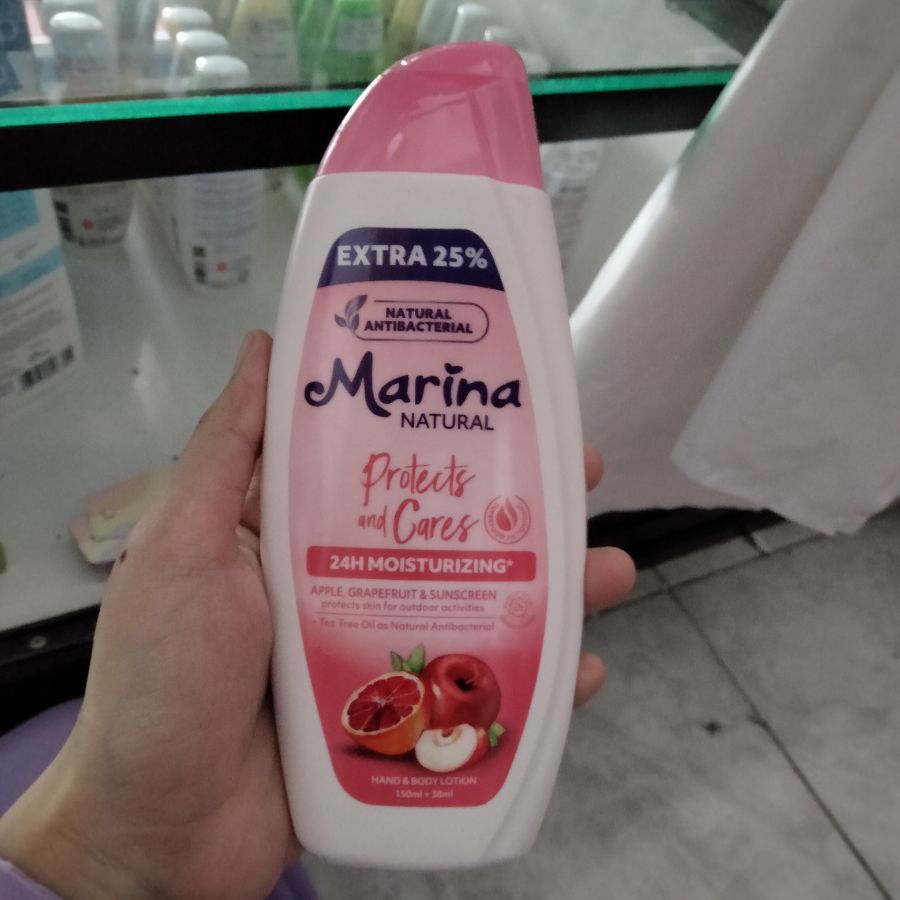 EXTRA 25%
NATURAL
ANTIBACTERIAL
Marina
NATURAL
Protects
and Cares
24H MOISTURIZING*
APPLE, GRAPEFRUIT & SUNSCREEN
protects skin for outdoor activities
+ Tea Tree Oil as Natural Antibacterial
HAND & BODY LOTION
150ml + 38ml